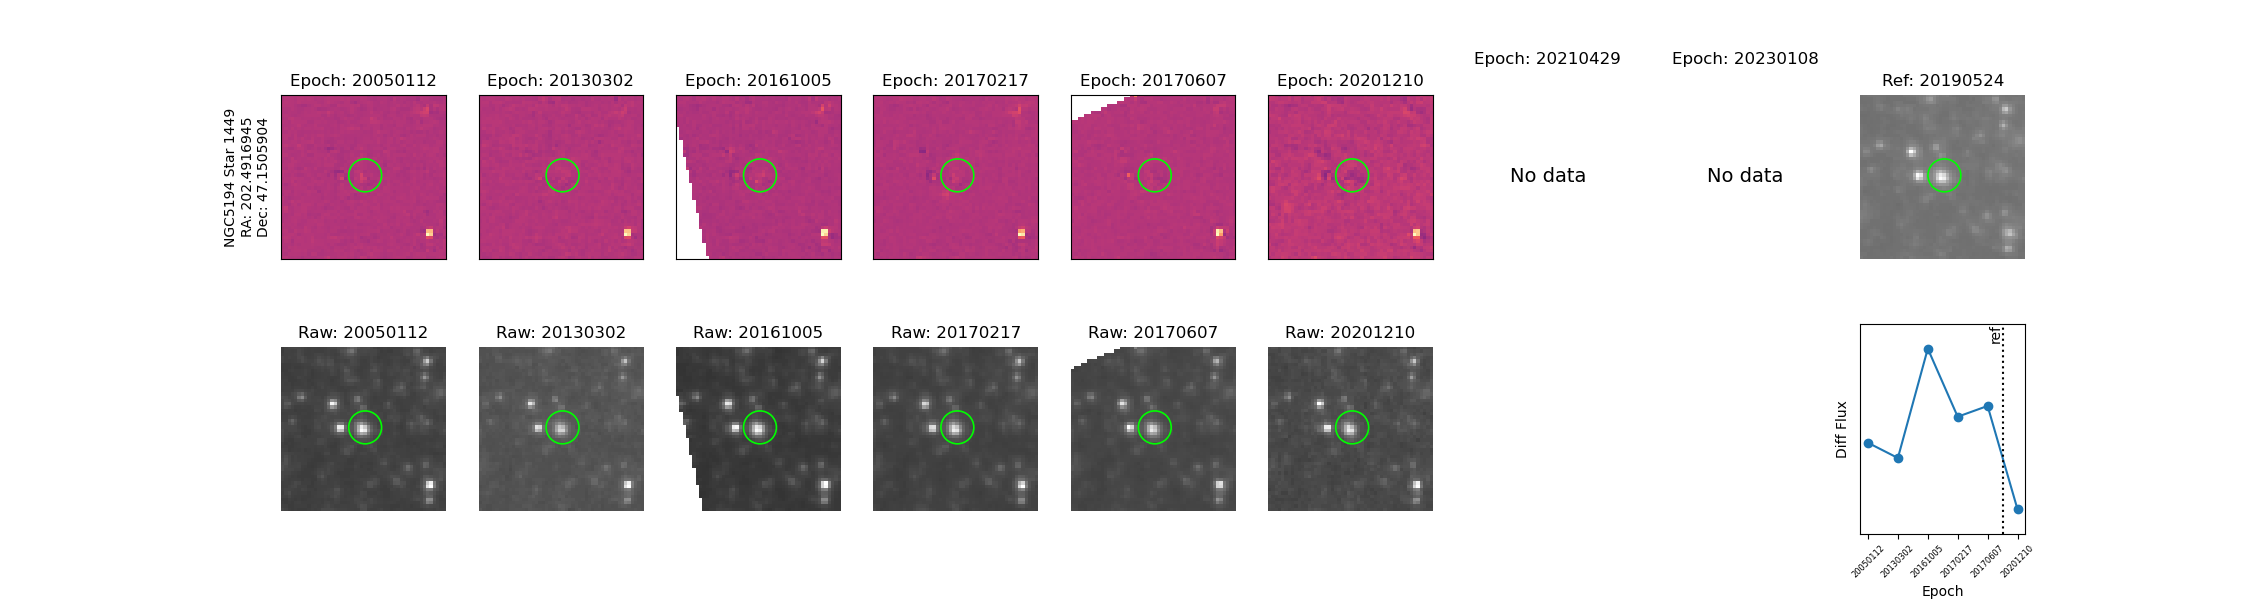 NGC5194 Star 1449
RA: 202.4916945
Dec: 47.1505904
Epoch: 20050112
Epoch: 20130302
Epoch: 20161005
Epoch: 20170217
Epoch: 20170607
Epoch: 20201210
Epoch: 20210429
Epoch: 20230108
Ref: 20190524
No data
No data
Raw: 20050112
Raw: 20130302
Raw: 20161005
Raw: 20170217
Raw: 20170607
Raw: 20201210
ref
Diff Flux
20050112
20130302
20161005
20170217
20170607
20201210
Epoch